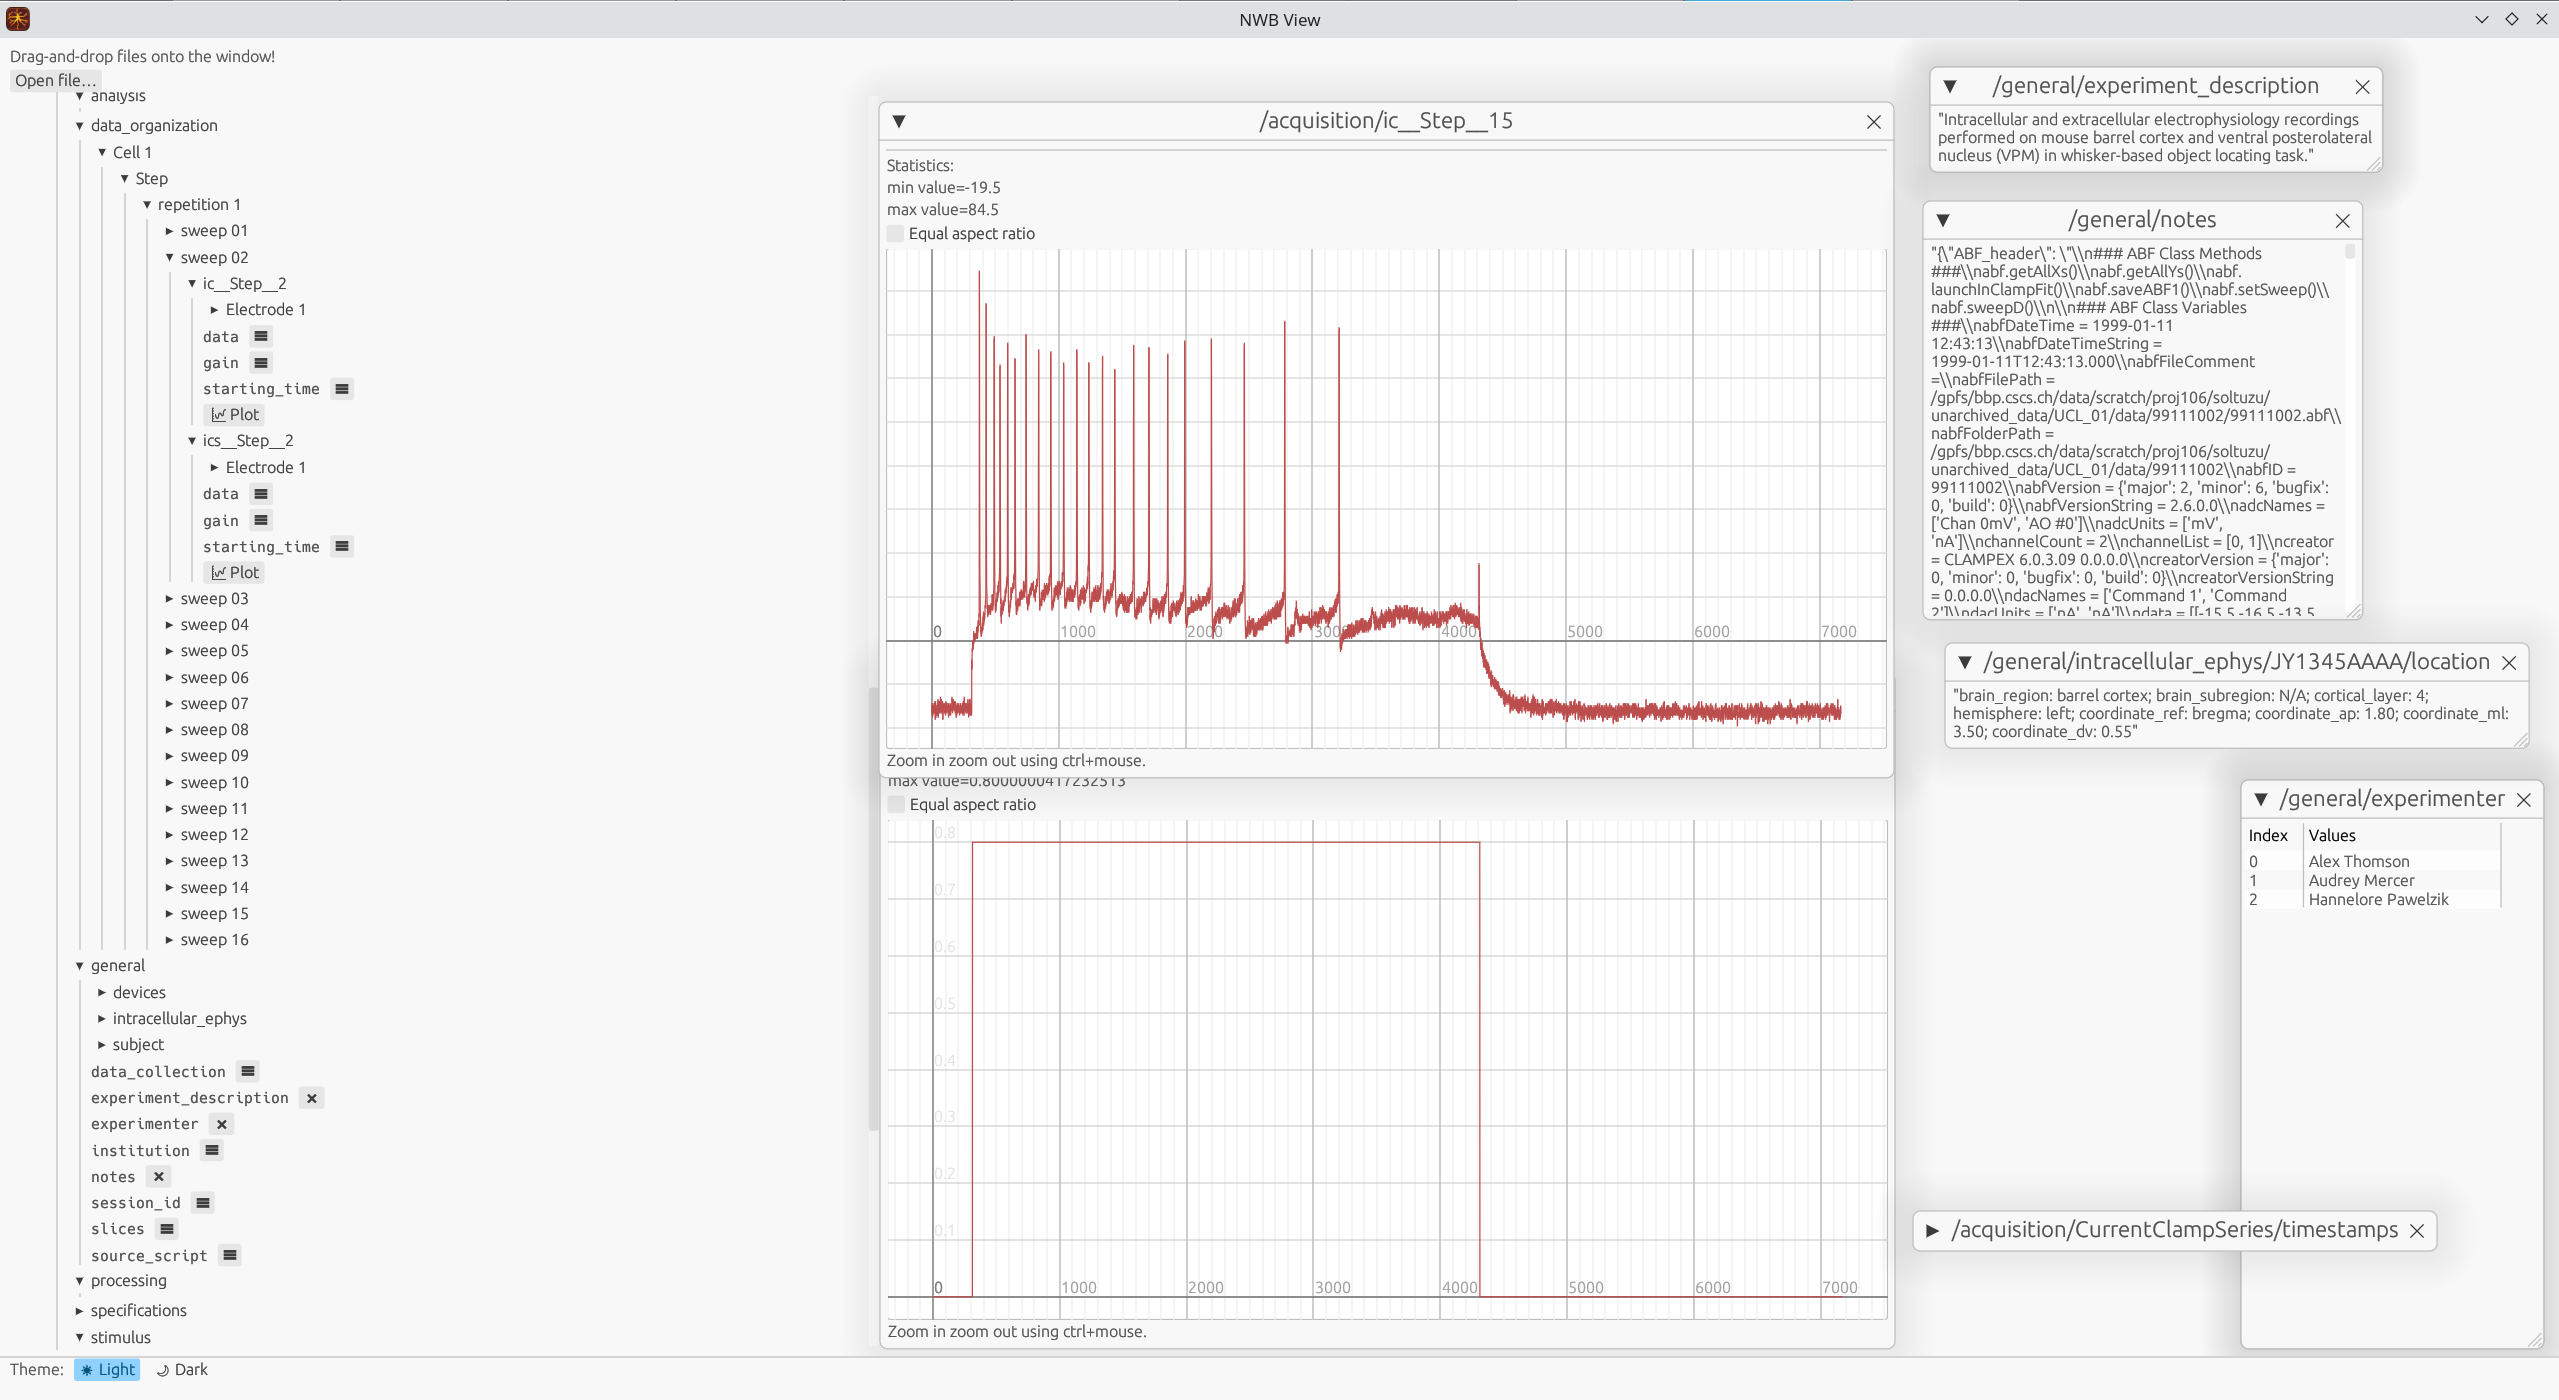 NWB View
Drag-and-drop files onto the window!
Open file...
analysis
data_organization
Cell 1
Step
repetition 1
sweep 01
sweep 02
ic__Step__2
Electrode 1
data
gain
starting_time
Plot
ics__Step__2
Electrode 1
data
gain
starting_time
Plot
sweep 03
sweep 04
sweep 05
sweep 06
sweep 07
sweep 08
sweep 09
sweep 10
sweep 11
sweep 12
sweep 13
sweep 14
sweep 15
sweep 16
general
devices
intracellular_ephys
subject
data_collection
experiment_description
experimenter
institution
notes
session_id
slices
source_script
processing
specifications
stimulus
Theme: Light Dark
/acquisition/ic__Step__15
Statistics:
min value=-19.5
max value=84.5
Equal aspect ratio
0 1000 2000 3000 4000 5000 6000 7000
Zoom in zoom out using ctrl+mouse.
max value=0.8000000417232513
Equal aspect ratio
0.8
0.7
0.6
0.5
0.4
0.3
0.2
0.1
0 1000 2000 3000 4000 5000 6000 7000
Zoom in zoom out using ctrl+mouse.
/general/experiment_description
"Intracellular and extracellular electrophysiology recordings
performed on mouse barrel cortex and ventral posterolateral
nucleus (VPM) in whisker-based object locating task."
/general/notes
"{\"ABF_header\": \"\\n### ABF Class Methods
###\\nabf.getAllXs()\\nabf.getAllYs()\\nabf.
launchInClampFit()\\nabf.saveABF1()\\nabf.setSweep()\\
nabf.sweepD()\\n\\n### ABF Class Variables
###\\nabfDateTime = 1999-01-11
12:43:13\\nabfDateTimeString =
1999-01-11T12:43:13.000\\nabfFileComment
=\\nabfFilePath =
/gpfs/bbp.cscs.ch/data/scratch/proj106/soltuzu/
unarchived_data/UCL_01/data/99111002/99111002.abf\\
nabfFolderPath =
/gpfs/bbp.cscs.ch/data/scratch/proj106/soltuzu/
unarchived_data/UCL_01/data/99111002\\nabfID =
99111002\\nabfVersion = {'major': 2, 'minor': 6, 'bugfix':
0, 'build': 0}\\nabfVersionString = 2.6.0.0\\nadcNames =
['Chan 0mV', 'AO #0']\\nadcUnits = ['mV',
'nA']\\nchannelCount = 2\\nchannelList = [0, 1]\\ncreator
= CLAMPEX 6.0.3.09 0.0.0.0\\ncreatorVersion = {'major':
0, 'minor': 0, 'bugfix': 0, 'build': 0}\\ncreatorVersionString
= 0.0.0.0\\ndacNames = ['Command 1', 'Command
2']\\ndacUnits = ['nA', 'nA']\\ndata = [[-15.5 -16.5 -13.5
/general/intracellular_ephys/JY1345AAAA/location
"brain_region: barrel cortex; brain_subregion: N/A; cortical_layer: 4;
hemisphere: left; coordinate_ref: bregma; coordinate_ap: 1.80; coordinate_ml:
3.50; coordinate_dv: 0.55"
/general/experimenter
Index Values
0 Alex Thomson
1 Audrey Mercer
2 Hannelore Pawelzik
/acquisition/CurrentClampSeries/timestamps